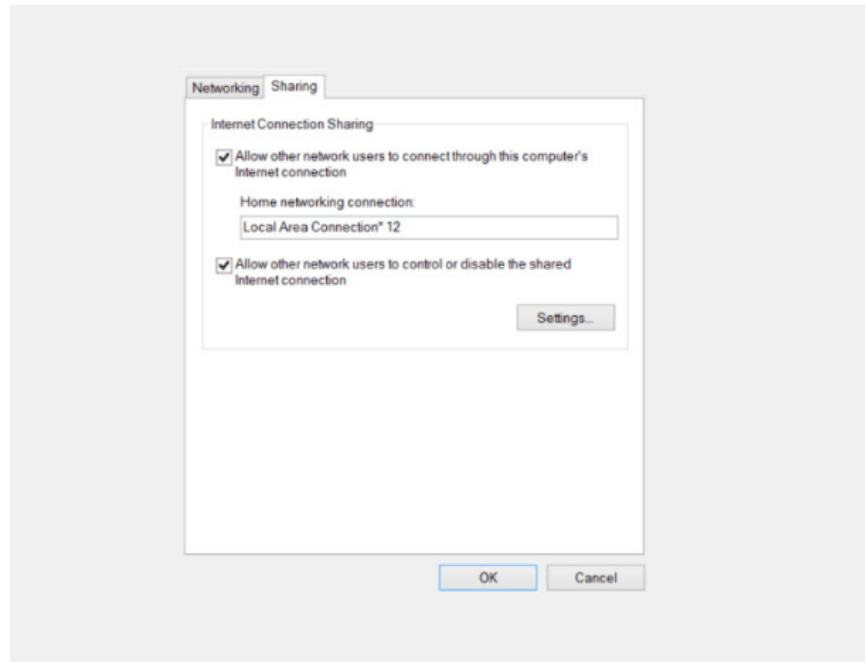 Networking Sharing
Internet Connection Sharing
Allow other network users to connect through this computer's
Internet connection
Home networking connection:
Local Area Connection* 12
Allow other network users to control or disable the shared
Internet connection
Settings...
OK Cancel